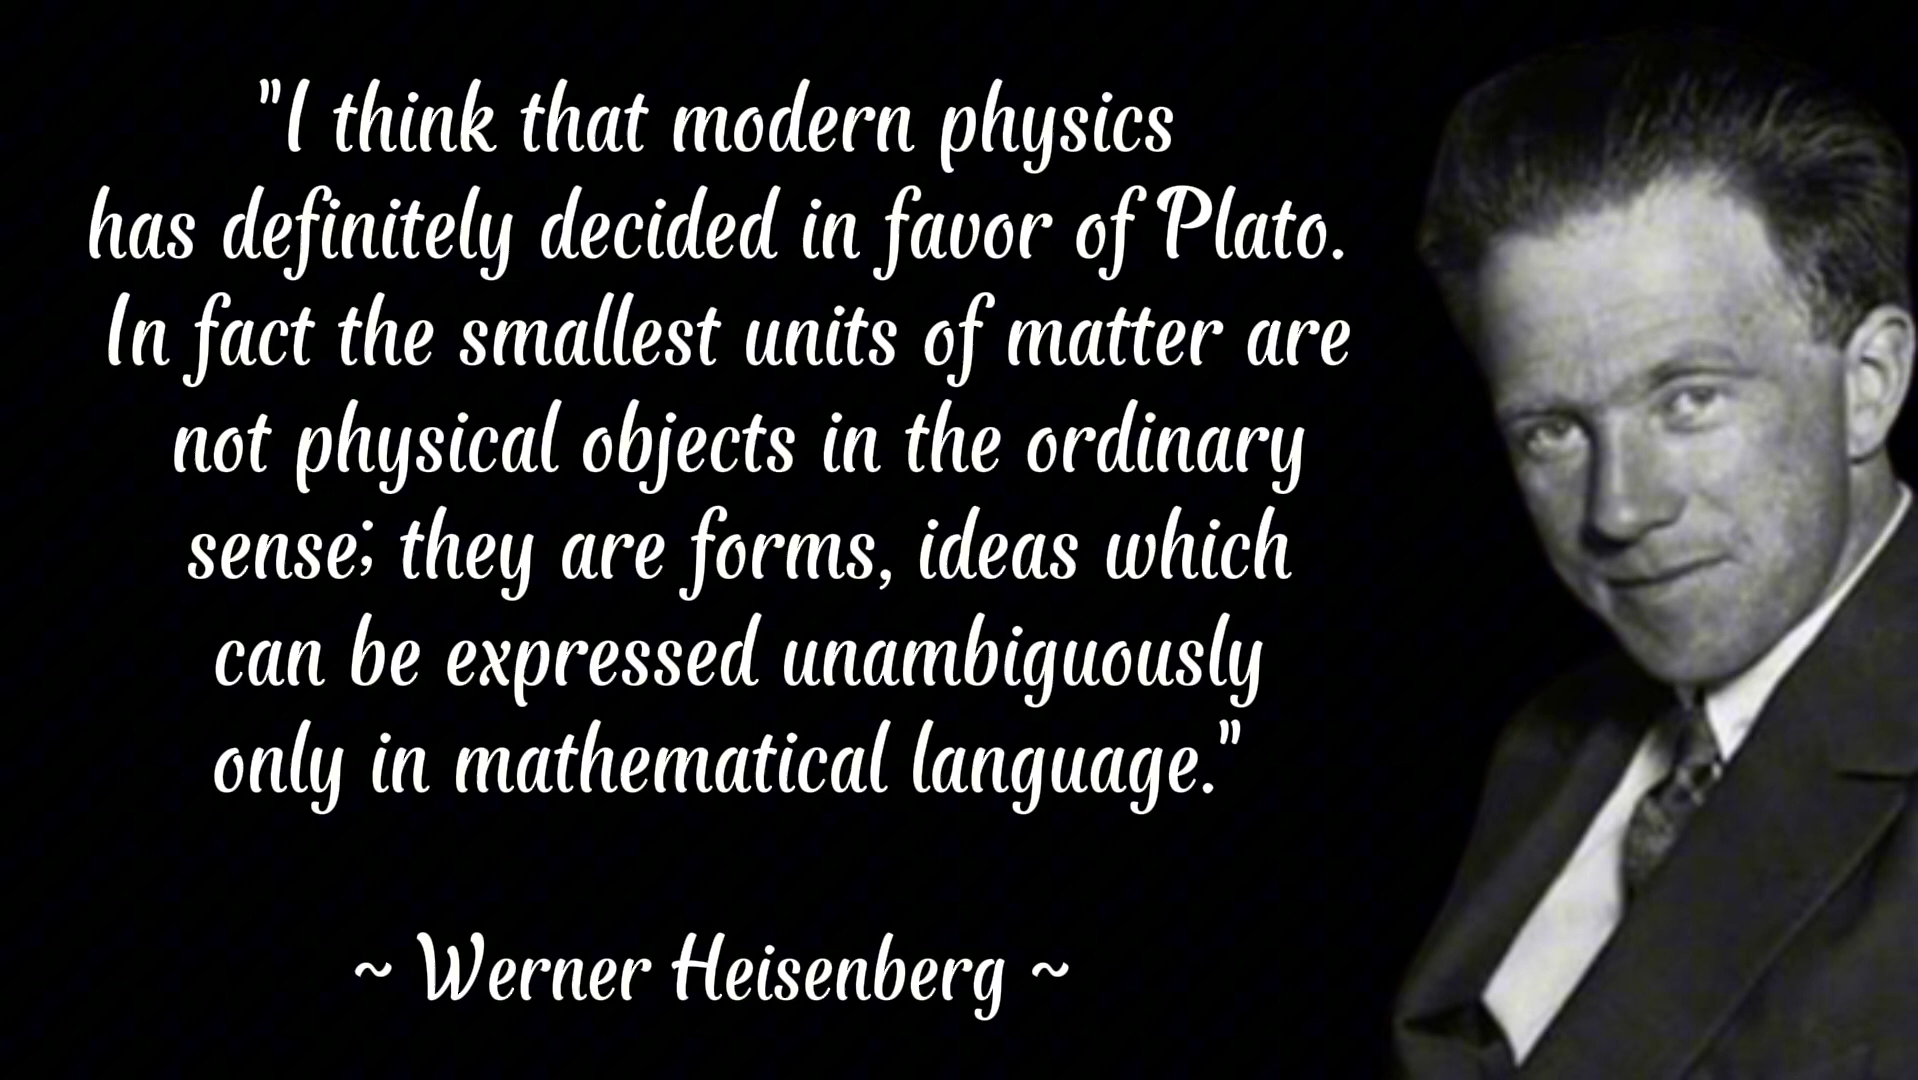 "I think that modern physics
has definitely decided in favor of Plato.
In fact the smallest units of matter are
not physical objects in the ordinary
sense; they are forms, ideas which
can be expressed unambiguously
only in mathematical language."
~ Werner Heisenberg ~